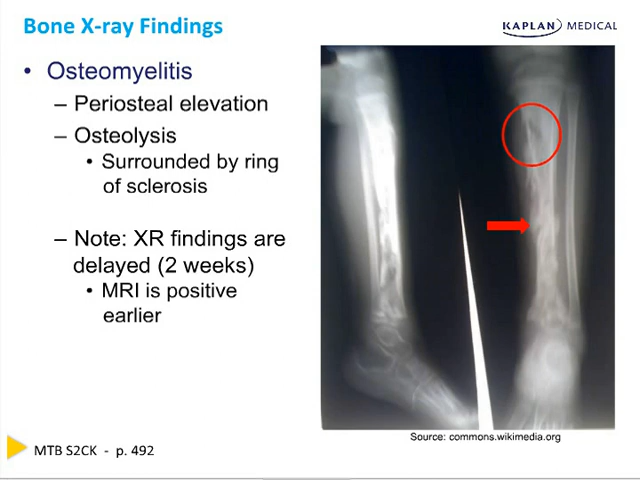 Bone X-ray Findings
KAPLAN MEDICAL
• Osteomyelitis
– Periosteal elevation
– Osteolysis
• Surrounded by ring
of sclerosis
– Note: XR findings are
delayed (2 weeks)
• MRI is positive
earlier
Source: commons.wikimedia.org
MTB S2CK - p. 492